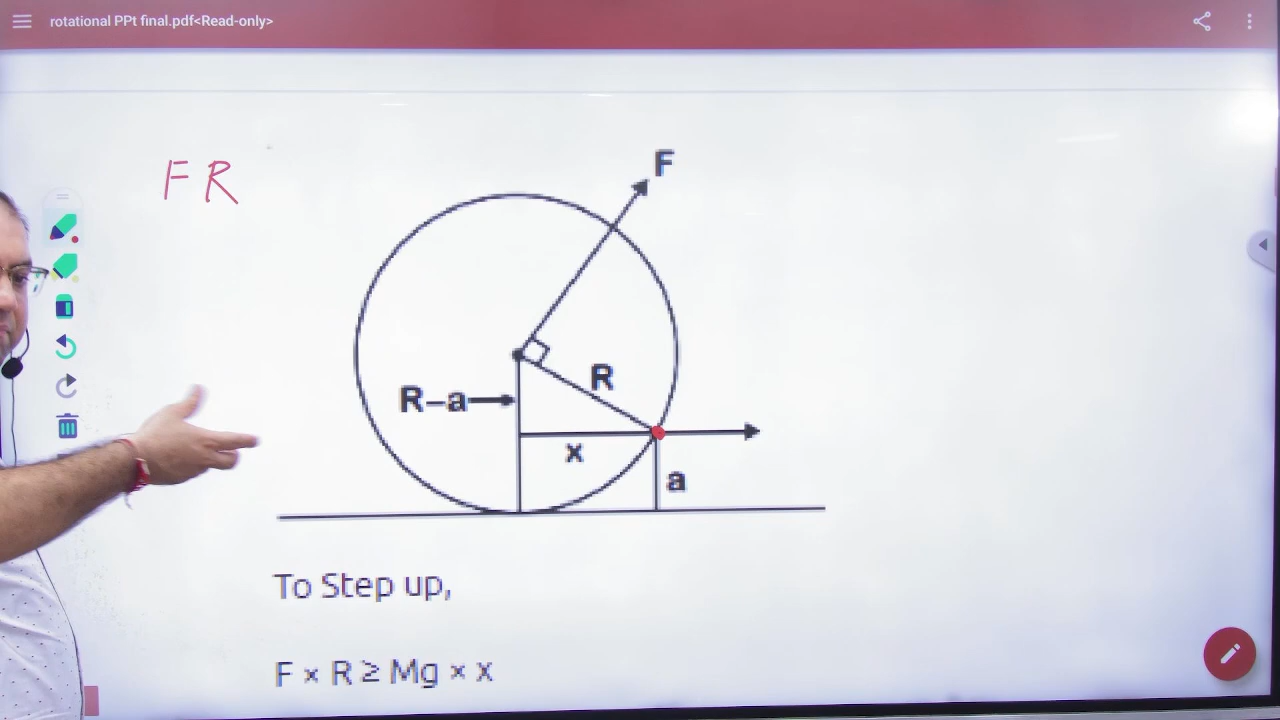 rotational PPt final.pdf<Read-only>
F R
F
R
R–a
x
a
To Step up,
F × R ≥ Mg × x